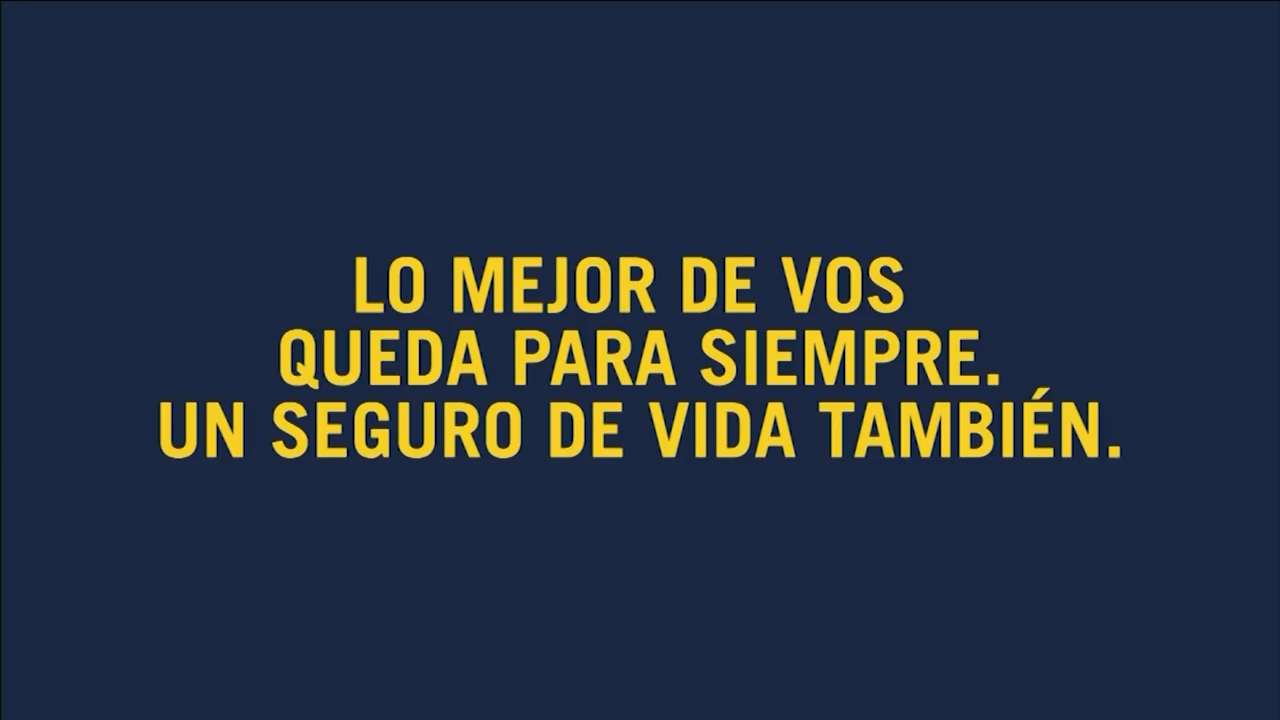 LO MEJOR DE VOS
QUEDA PARA SIEMPRE.
UN SEGURO DE VIDA TAMBIÉN.